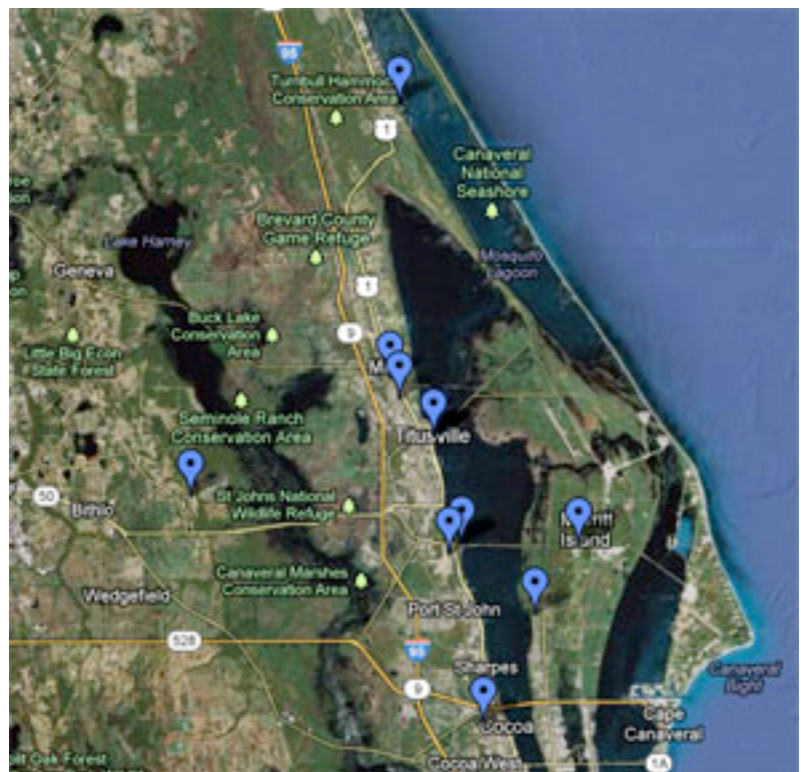 95
Turnbull Hammock
Conservation Area
1
Canaveral
National
Seashore
Brevard County
Game Refuge
Lake Harney
Mosquito
Lagoon
Geneva
1
Buck Lake
Conservation
Area
9
Little Big Econ
State Forest
Seminole Ranch
Conservation Area
Titusville
50
Bithlo
St Johns National
Wildlife Refuge
Merritt
Island
Canaveral Marshes
Conservation Area
Wedgefield
Port St John
528
95
Sharpes
Canaveral
Bight
9
Cocoa
Cape
Canaveral
Cocoa West
1A
Oak Forest